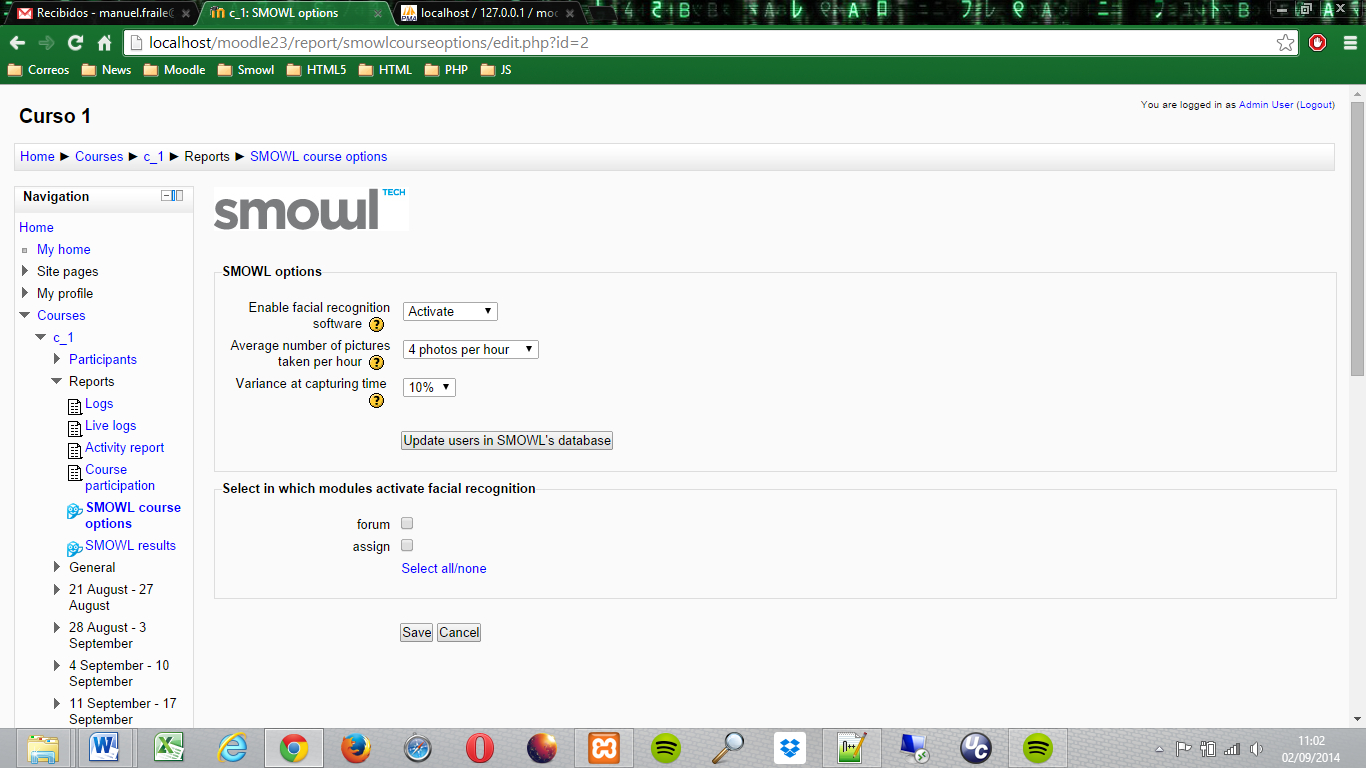 Recibidos - manuel.fraile@
c_1: SMOWL options
localhost / 127.0.0.1 / moo
localhost/moodle23/report/smowlcourseoptions/edit.php?id=2
Correos News Moodle Smowl HTML5 HTML PHP JS
Curso 1
You are logged in as Admin User (Logout)
Home ► Courses ► c_1 ► Reports ► SMOWL course options
Navigation
Home
My home
Site pages
My profile
Courses
c_1
Participants
Reports
Logs
Live logs
Activity report
Course
participation
SMOWL course
options
SMOWL results
General
21 August - 27
August
28 August - 3
September
4 September - 10
September
11 September - 17
September
smowl TECH
SMOWL options
Enable facial recognition
software ?
Activate
Average number of pictures
taken per hour ?
4 photos per hour
Variance at capturing time
?
10%
Update users in SMOWL's database
Select in which modules activate facial recognition
forum
assign
Select all/none
Save Cancel
11:02
02/09/2014